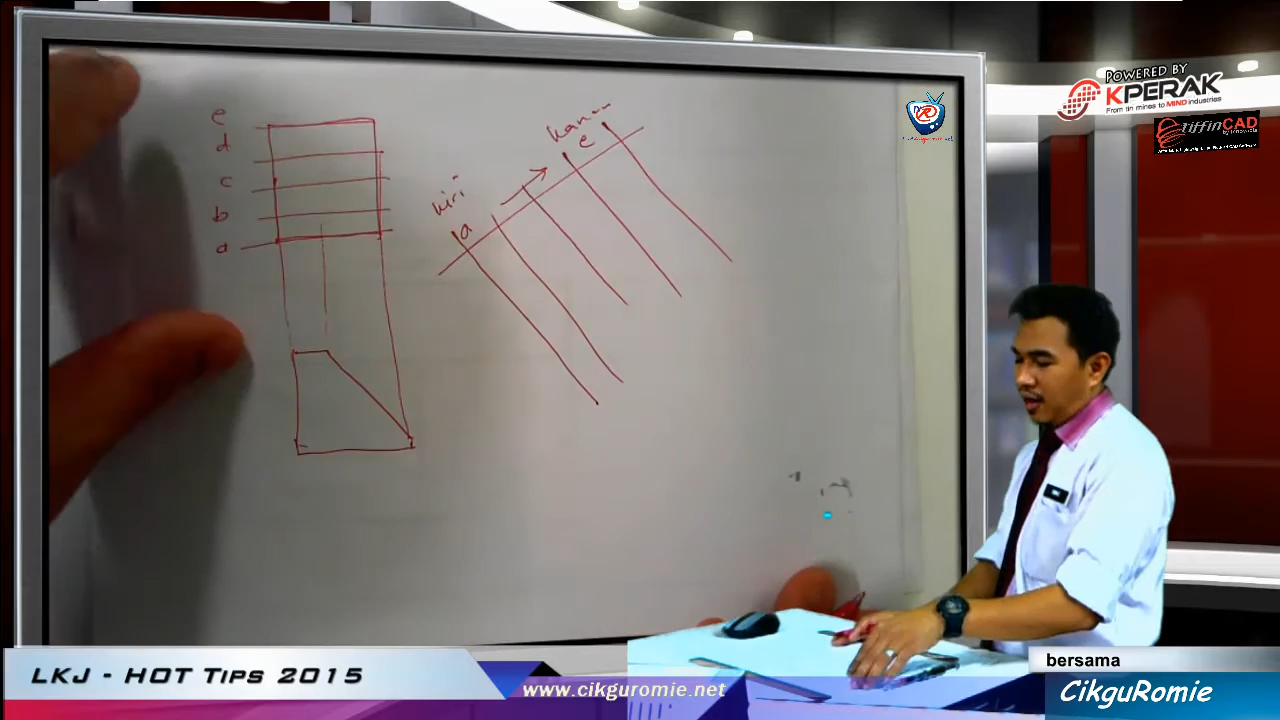 e
d
c
b
a
kiri
a
e
POWERED BY
KPERAK
From tin mines to MIND industries
tiffinCAD
LKJ - HOT Tips 2015
www.cikguromie.net
bersama
CikguRomie